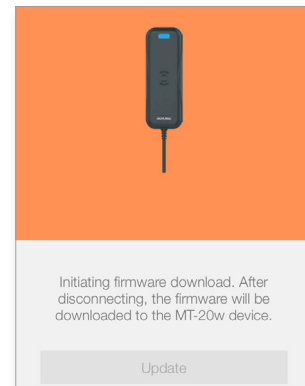 Initiating firmware download. After
disconnecting, the firmware will be
downloaded to the MT-20w device.
Update